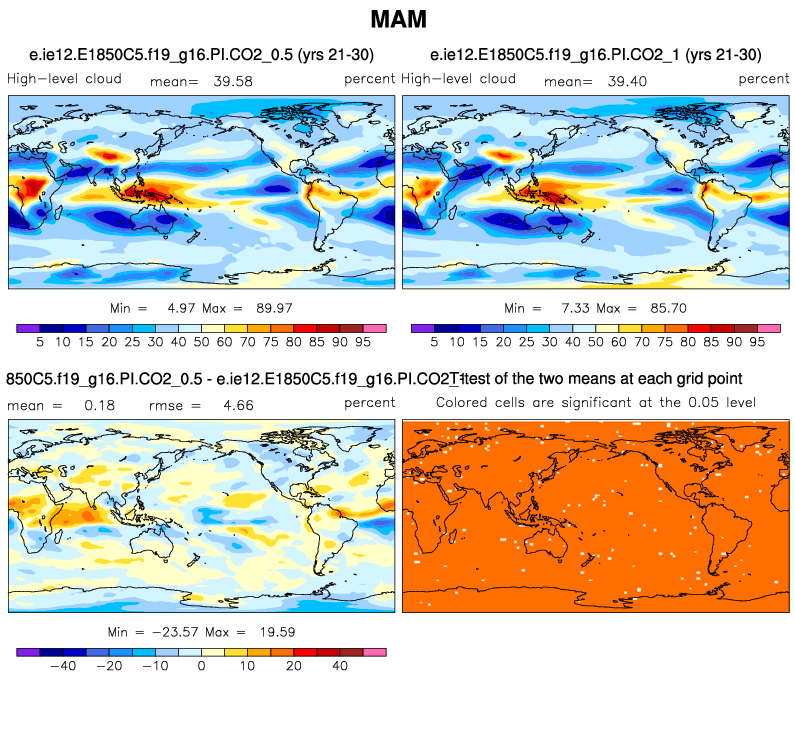 MAM
e.ie12.E1850C5.f19_g16.PI.CO2_0.5 (yrs 21-30)
High-level cloud mean= 39.58 percent
Min = 4.97 Max = 89.97
5 10 15 20 25 30 40 50 60 70 75 80 85 90 95
e.ie12.E1850C5.f19_g16.PI.CO2_1 (yrs 21-30)
High-level cloud mean= 39.40 percent
Min = 7.33 Max = 85.70
5 10 15 20 25 30 40 50 60 70 75 80 85 90 95
850C5.f19_g16.PI.CO2_0.5 - e.ie12.E1850C5.f19_g16.PI.CO2_
mean = 0.18 rmse = 4.66 percent
Min = -23.57 Max = 19.59
-40 -20 -10 0 10 20 40
T-test of the two means at each grid point
Colored cells are significant at the 0.05 level